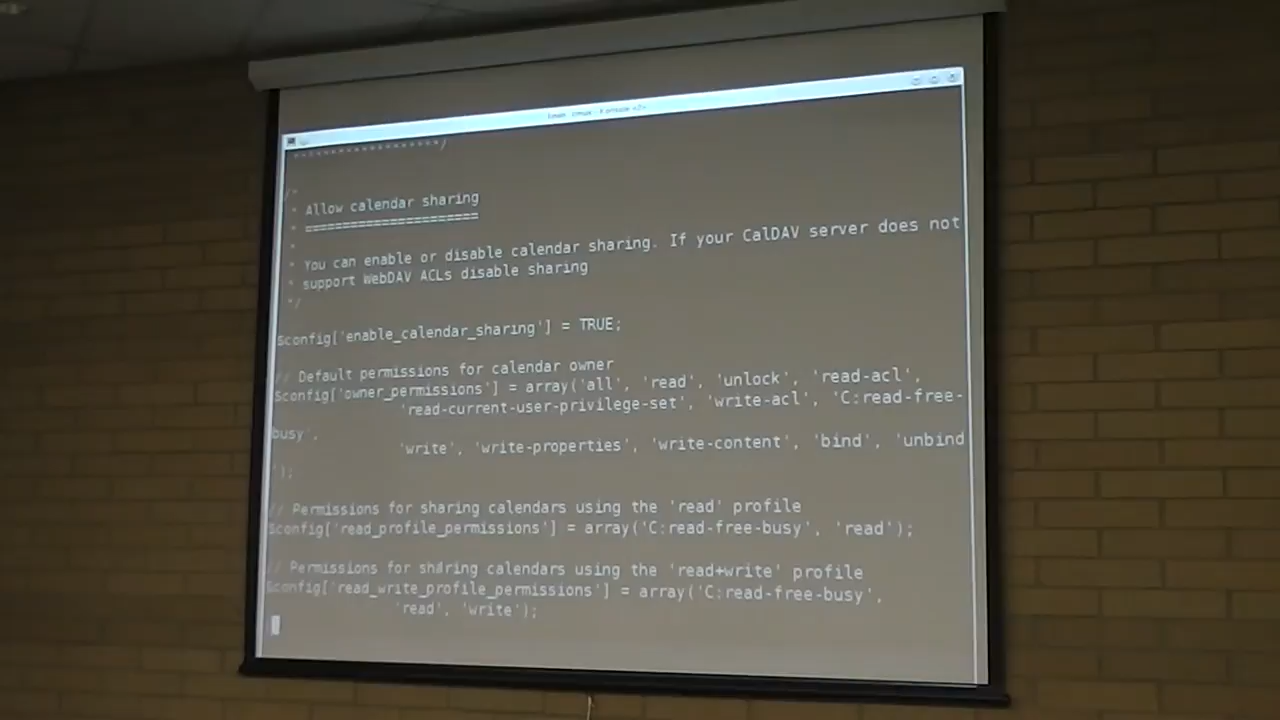 */
/*
* Allow calendar sharing
* =======================
*
* You can enable or disable calendar sharing. If your CalDAV server does not
* support WebDAV ACLs disable sharing
*/
$config['enable_calendar_sharing'] = TRUE;
// Default permissions for calendar owner
$config['owner_permissions'] = array('all', 'read', 'unlock', 'read-acl',
'read-current-user-privilege-set', 'write-acl', 'C:read-free-
busy',
'write', 'write-properties', 'write-content', 'bind', 'unbind
');
// Permissions for sharing calendars using the 'read' profile
$config['read_profile_permissions'] = array('C:read-free-busy', 'read');
// Permissions for sharing calendars using the 'read+write' profile
$config['read_write_profile_permissions'] = array('C:read-free-busy',
'read', 'write');